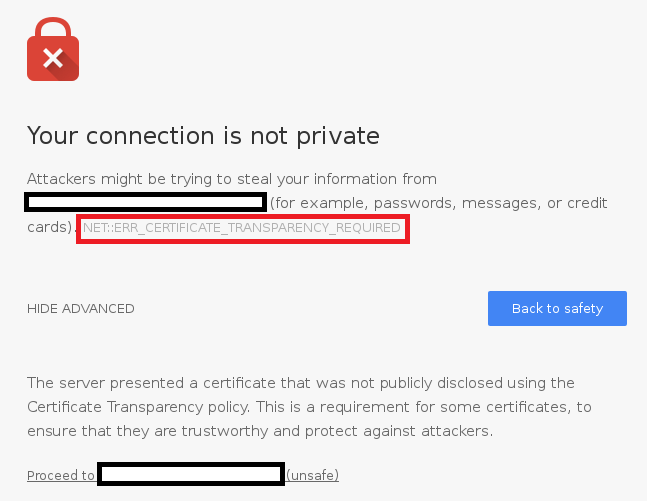 Your connection is not private
Attackers might be trying to steal your information from
(for example, passwords, messages, or credit
cards). NET::ERR_CERTIFICATE_TRANSPARENCY_REQUIRED
HIDE ADVANCED
Back to safety
The server presented a certificate that was not publicly disclosed using the
Certificate Transparency policy. This is a requirement for some certificates, to
ensure that they are trustworthy and protect against attackers.
Proceed to (unsafe)